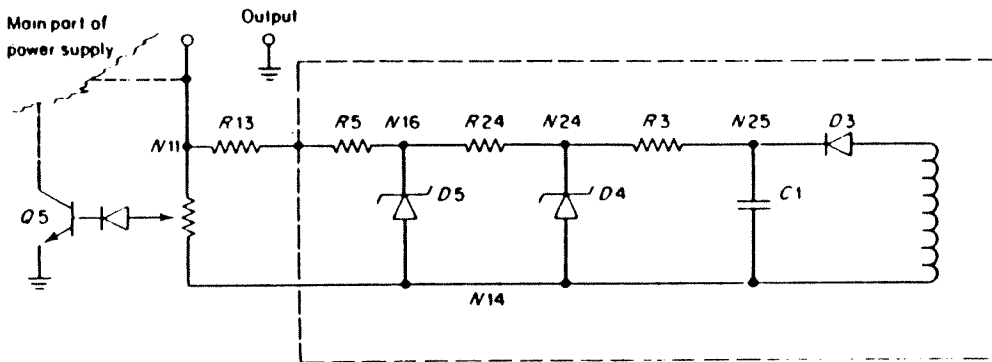 Main part of
power supply
Output
N11
R13
R5
N16
R24
N24
R3
N25
D3
Q5
D5
D4
C1
N14